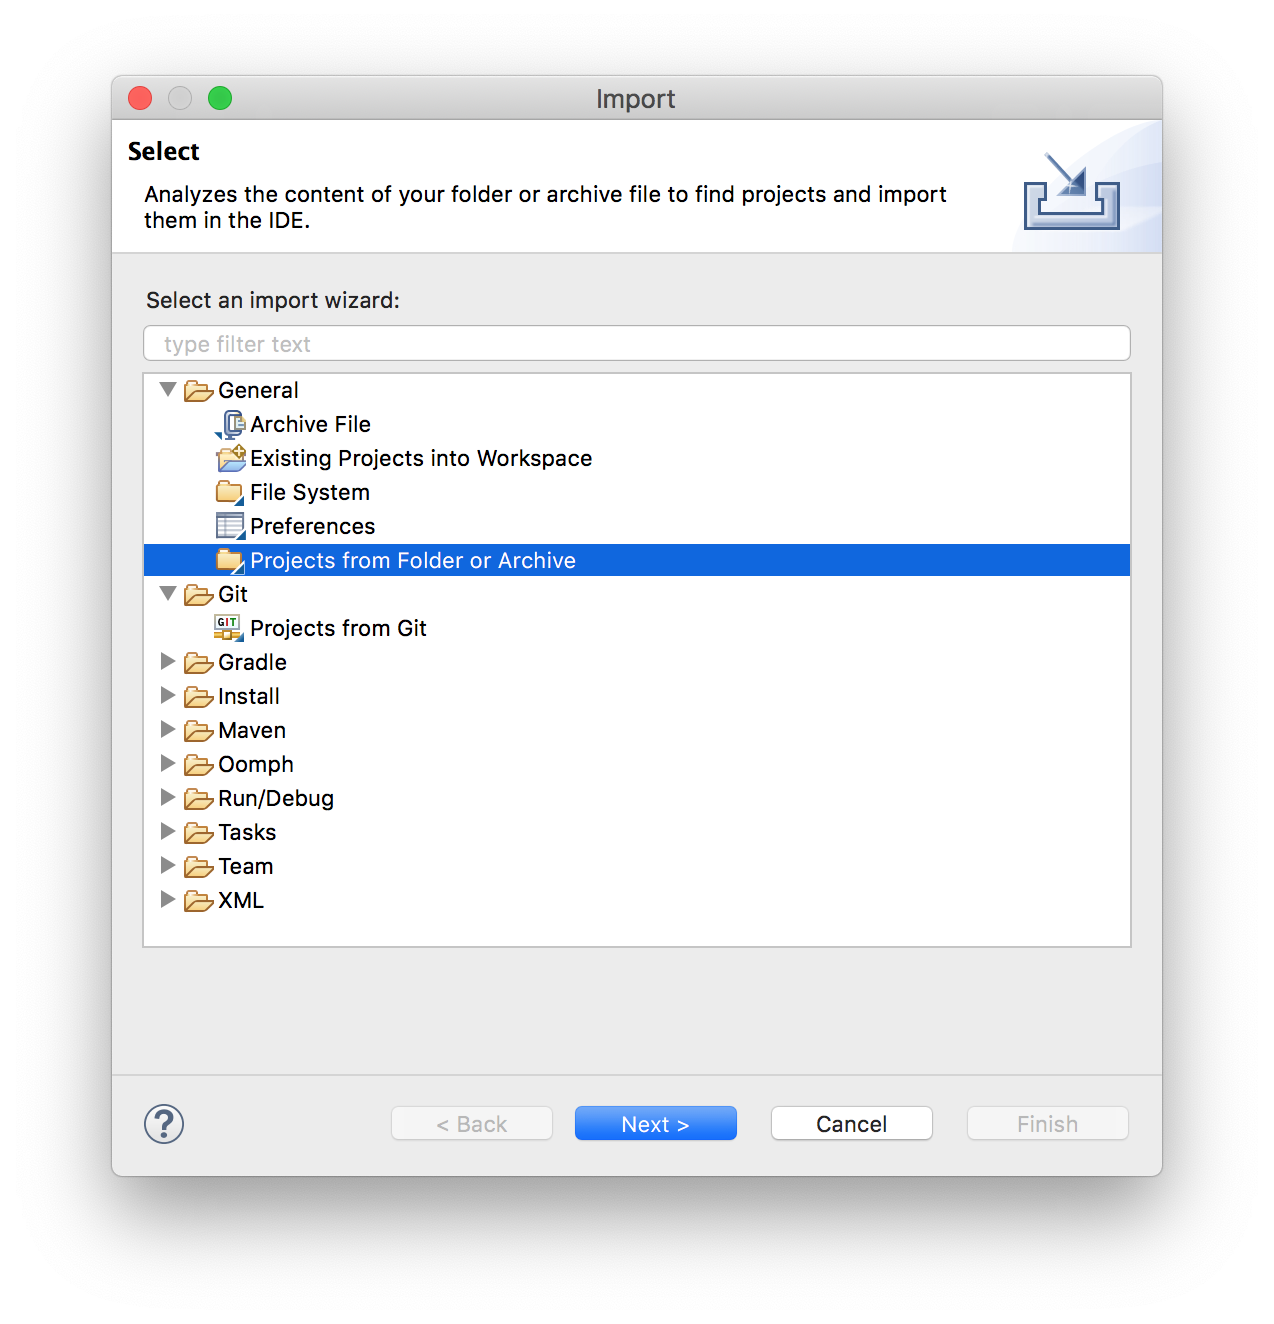 Import
Select
Analyzes the content of your folder or archive file to find projects and import
them in the IDE.
Select an import wizard:
type filter text
General
Archive File
Existing Projects into Workspace
File System
Preferences
Projects from Folder or Archive
Git
GIT
Projects from Git
Gradle
Install
Maven
Oomph
Run/Debug
Tasks
Team
XML
?
< Back
Next >
Cancel
Finish